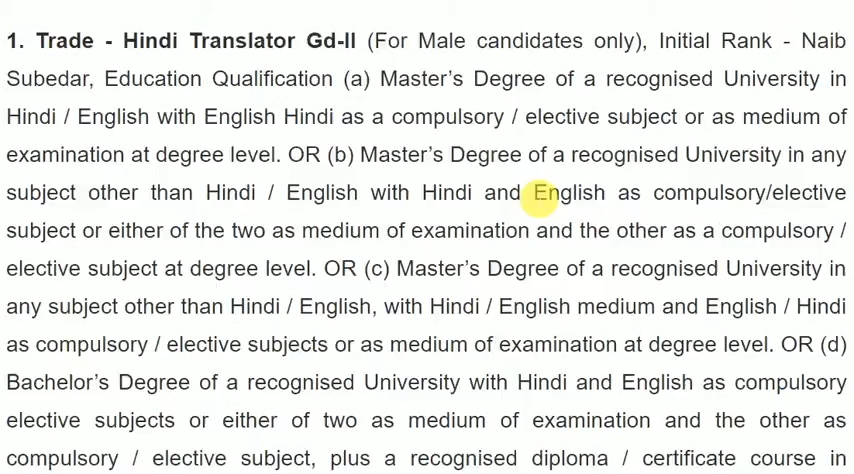 1. Trade - Hindi Translator Gd-II (For Male candidates only), Initial Rank - Naib
Subedar, Education Qualification (a) Master's Degree of a recognised University in
Hindi / English with English Hindi as a compulsory / elective subject or as medium of
examination at degree level. OR (b) Master's Degree of a recognised University in any
subject other than Hindi / English with Hindi and English as compulsory/elective
subject or either of the two as medium of examination and the other as a compulsory /
elective subject at degree level. OR (c) Master's Degree of a recognised University in
any subject other than Hindi / English, with Hindi / English medium and English / Hindi
as compulsory / elective subjects or as medium of examination at degree level. OR (d)
Bachelor's Degree of a recognised University with Hindi and English as compulsory
elective subjects or either of two as medium of examination and the other as
compulsory / elective subject, plus a recognised diploma / certificate course in